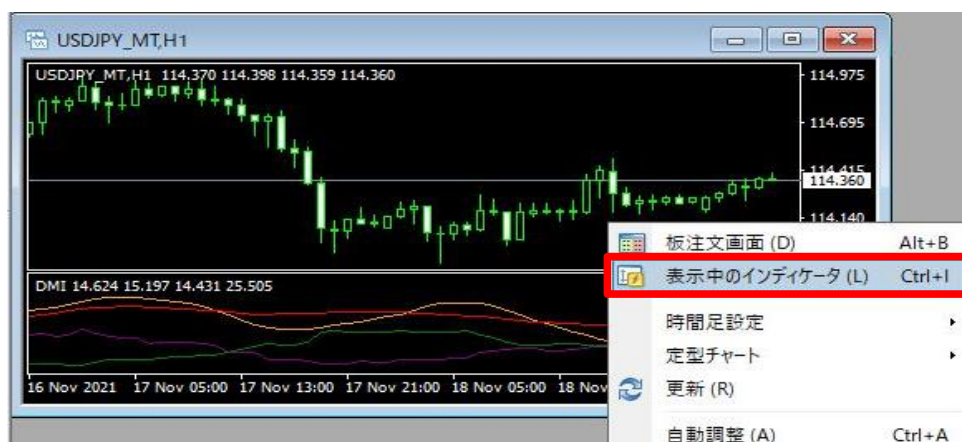 USDJPY_MT,H1
USDJPY_MT,H1 114.370 114.398 114.359 114.360
114.975
114.695
114.415
114.360
114.140
板注文画面 (D) Alt+B
表示中のインディケータ (L) Ctrl+I
時間足設定
定型チャート
更新 (R)
自動調整 (A) Ctrl+A
DMI 14.624 15.197 14.431 25.505
16 Nov 2021 17 Nov 05:00 17 Nov 13:00 17 Nov 21:00 18 Nov 05:00 18 Nov